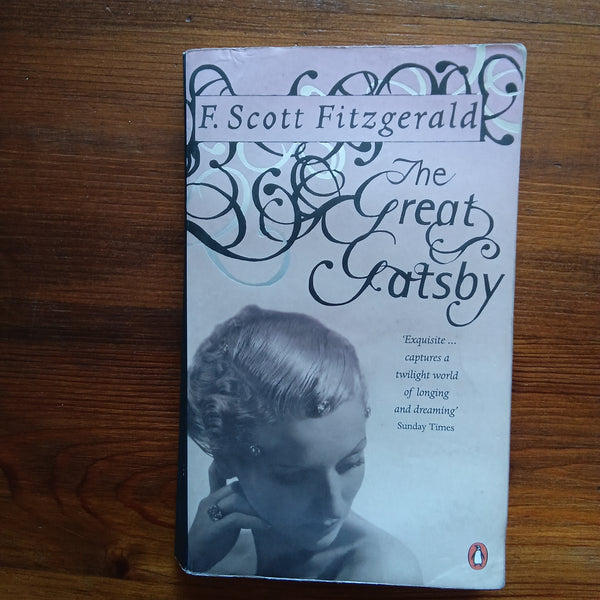 F. Scott Fitzgerald
The
Great
Gatsby
'Exquisite ...
captures a
twilight world
of longing
and dreaming'
Sunday Times